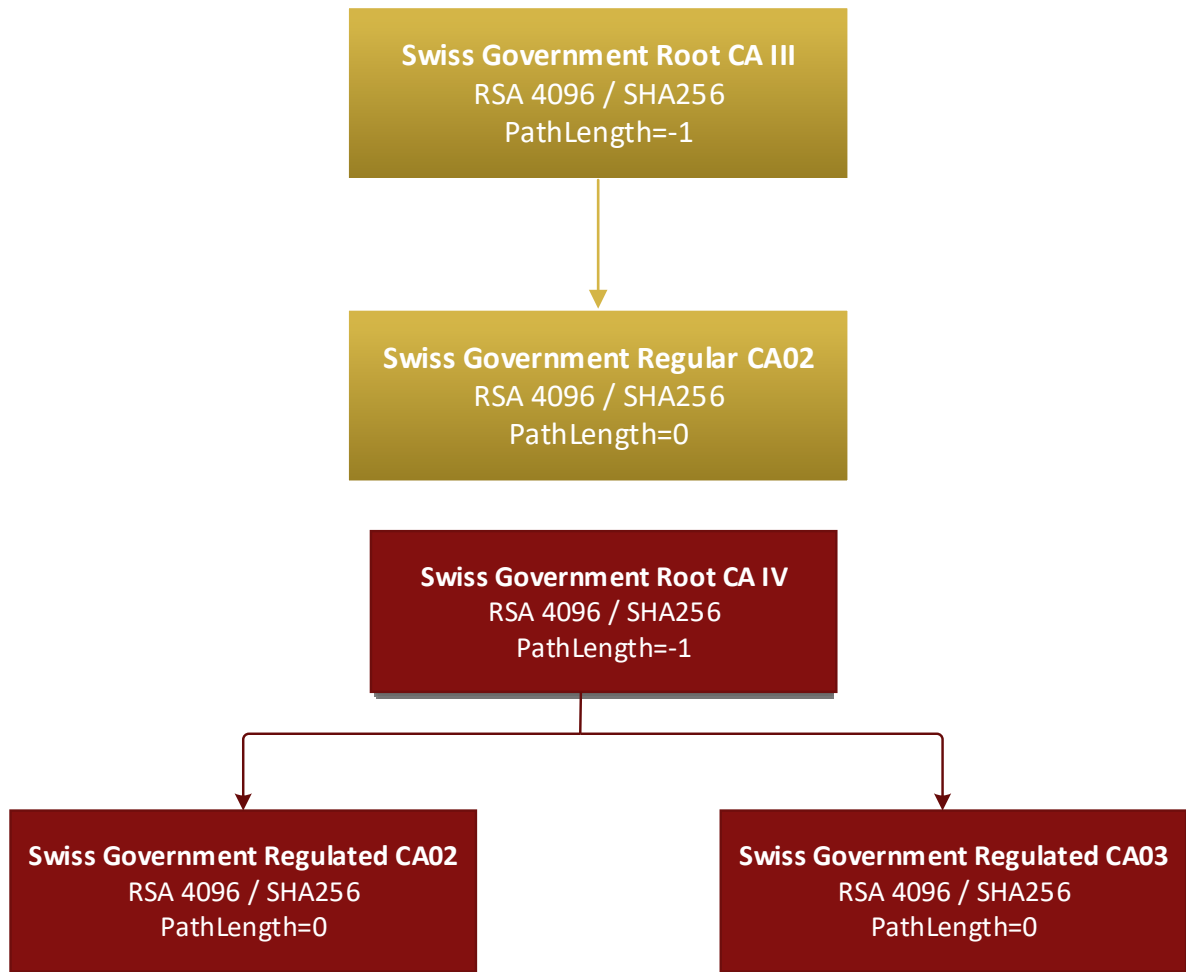 Swiss Government Root CA III
RSA 4096 / SHA256
PathLength=-1
Swiss Government Regular CA02
RSA 4096 / SHA256
PathLength=0
Swiss Government Root CA IV
RSA 4096 / SHA256
PathLength=-1
Swiss Government Regulated CA02
RSA 4096 / SHA256
PathLength=0
Swiss Government Regulated CA03
RSA 4096 / SHA256
PathLength=0